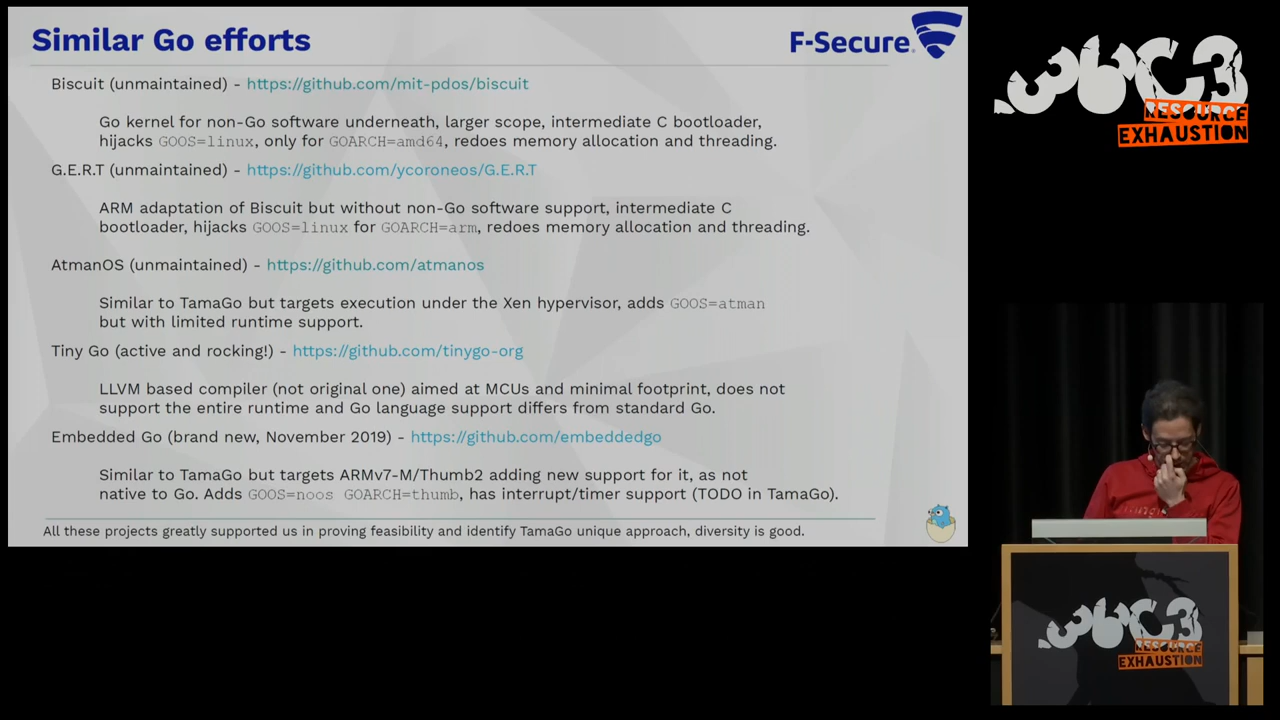 Similar Go efforts
F-Secure
Biscuit (unmaintained) - https://github.com/mit-pdos/biscuit
Go kernel for non-Go software underneath, larger scope, intermediate C bootloader,
hijacks GOOS=linux, only for GOARCH=amd64, redoes memory allocation and threading.
G.E.R.T (unmaintained) - https://github.com/ycoroneos/G.E.R.T
ARM adaptation of Biscuit but without non-Go software support, intermediate C
bootloader, hijacks GOOS=linux for GOARCH=arm, redoes memory allocation and threading.
AtmanOS (unmaintained) - https://github.com/atmanos
Similar to TamaGo but targets execution under the Xen hypervisor, adds GOOS=atman
but with limited runtime support.
Tiny Go (active and rocking!) - https://github.com/tinygo-org
LLVM based compiler (not original one) aimed at MCUs and minimal footprint, does not
support the entire runtime and Go language support differs from standard Go.
Embedded Go (brand new, November 2019) - https://github.com/embeddedgo
Similar to TamaGo but targets ARMv7-M/Thumb2 adding new support for it, as not
native to Go. Adds GOOS=noos GOARCH=thumb, has interrupt/timer support (TODO in TamaGo).
All these projects greatly supported us in proving feasibility and identify TamaGo unique approach, diversity is good.
36C3
RESOURCE
EXHAUSTION
36C3
RESOURCE
EXHAUSTION